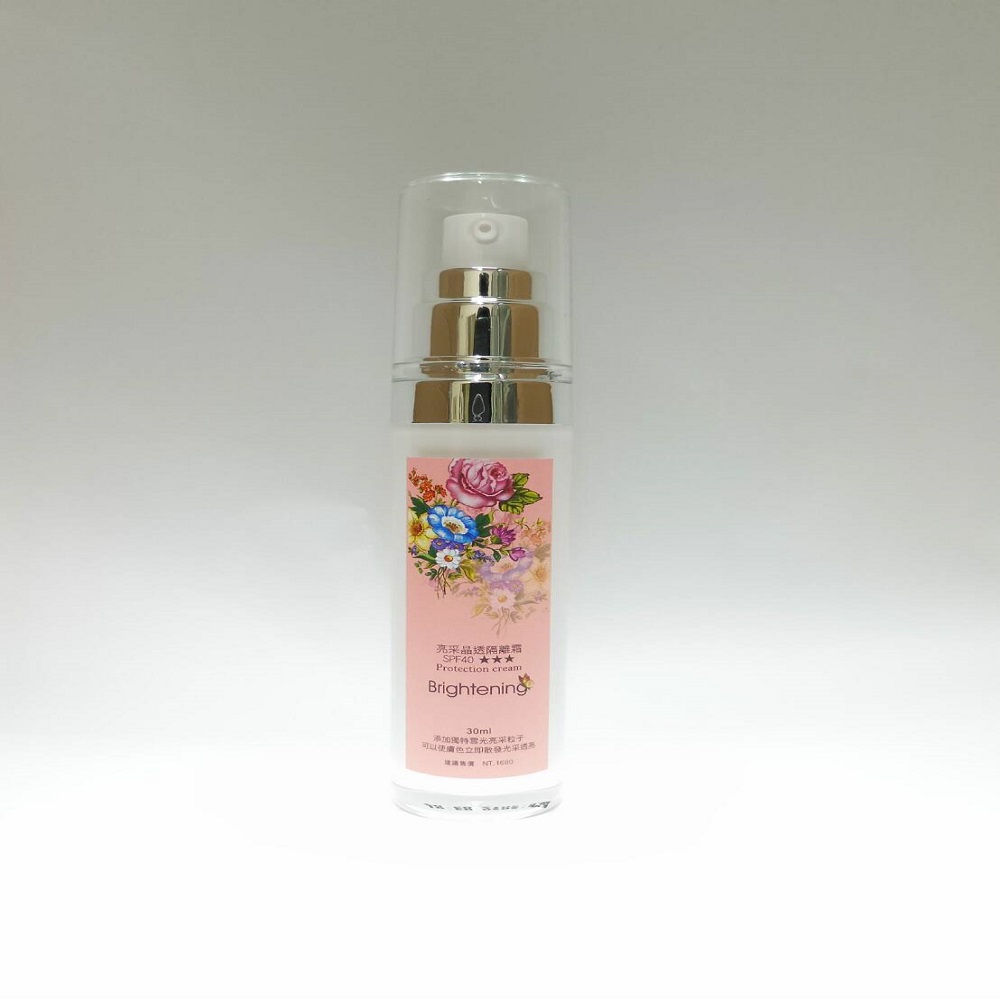 亮采晶透隔離霜
SPF40 ★★★
Protection cream
Brightening
30ml
添加獨特雪光亮采粒子
可以使膚色立即散發光采透亮
建議售價 NT.1680